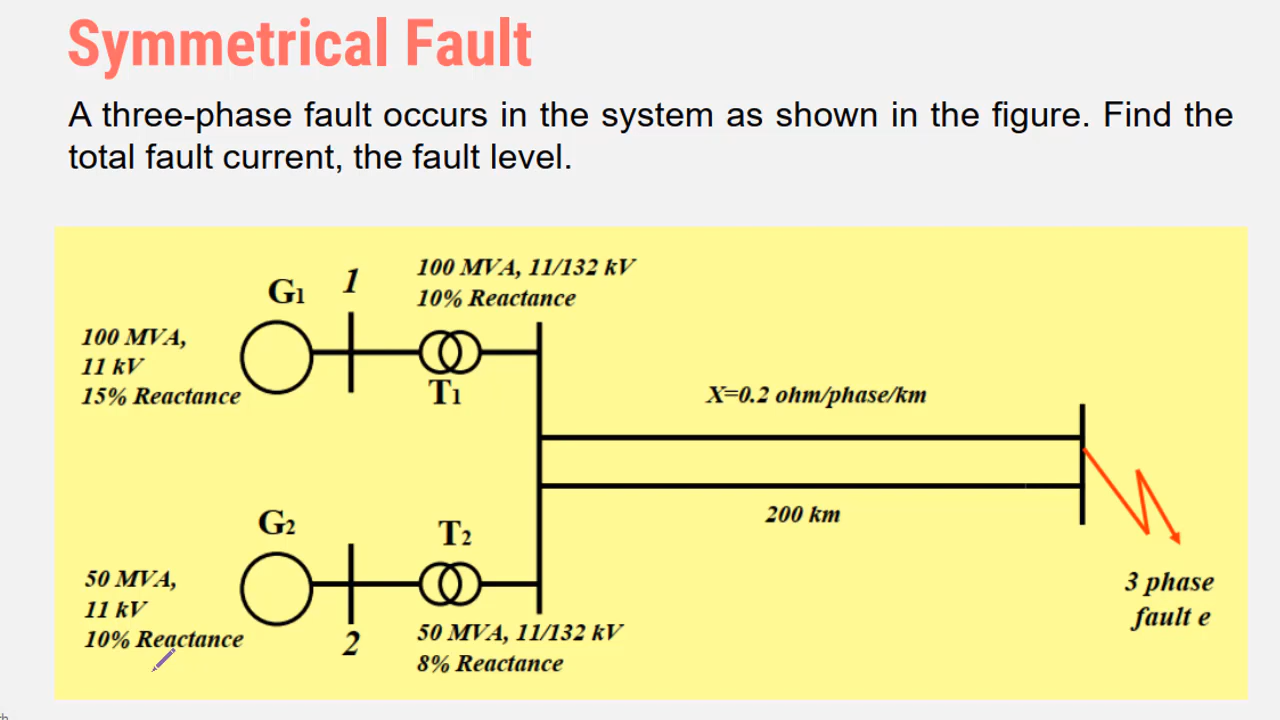 Symmetrical Fault
A three-phase fault occurs in the system as shown in the figure. Find the
total fault current, the fault level.
100 MVA, 11/132 kV
10% Reactance
G1
1
100 MVA,
11 kV
15% Reactance
T1
X=0.2 ohm/phase/km
200 km
G2
T2
50 MVA,
11 kV
10% Reactance
2
50 MVA, 11/132 kV
8% Reactance
3 phase
fault e
th